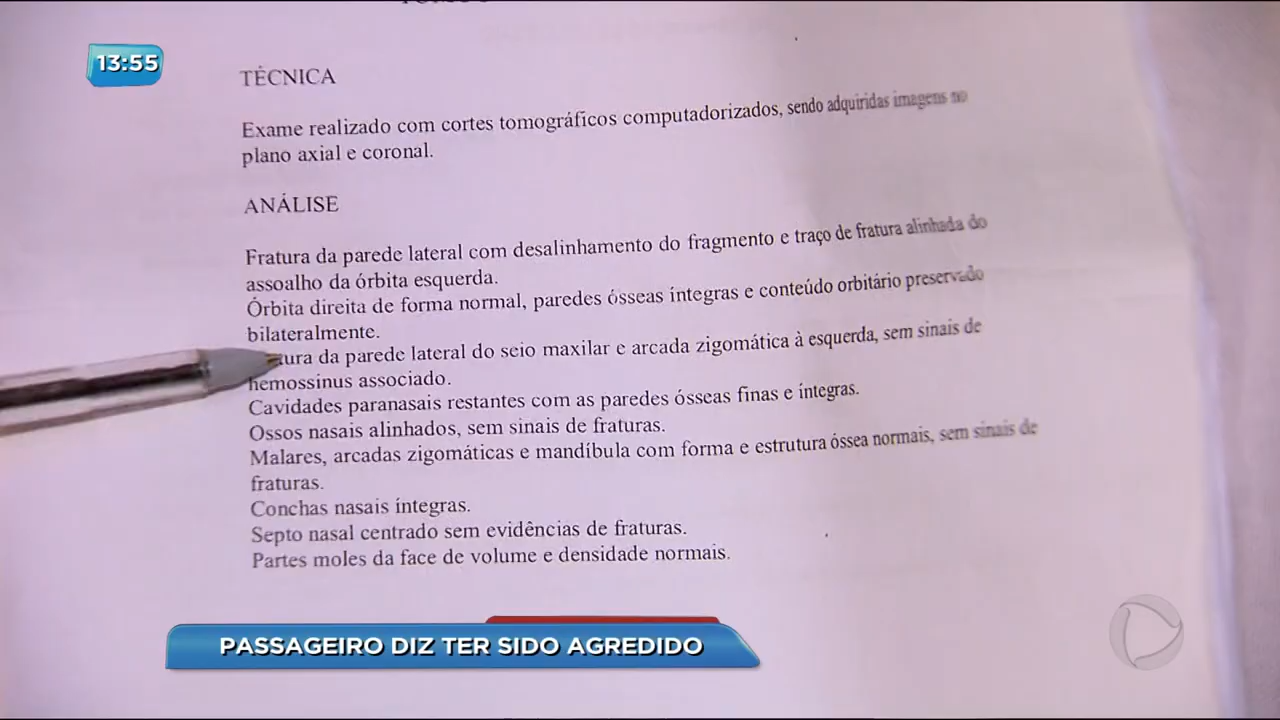 13:55
TÉCNICA
Exame realizado com cortes tomográficos computadorizados, sendo adquiridas imagens no
plano axial e coronal.
ANÁLISE
Fratura da parede lateral com desalinhamento do fragmento e traço de fratura alinhada do
assoalho da órbita esquerda.
Órbita direita de forma normal, paredes ósseas íntegras e conteúdo orbitário preservado
bilateralmente.
da parede lateral do seio maxilar e arcada zigomática à esquerda, sem sinais de
hemossinus associado.
Cavidades paranasais restantes com as paredes ósseas finas e íntegras.
Ossos nasais alinhados, sem sinais de fraturas.
Malares, arcadas zigomáticas e mandíbula com forma e estrutura óssea normais, sem sinais de
fraturas.
Conchas nasais íntegras.
Septo nasal centrado sem evidências de fraturas.
Partes moles da face de volume e densidade normais.
PASSAGEIRO DIZ TER SIDO AGREDIDO